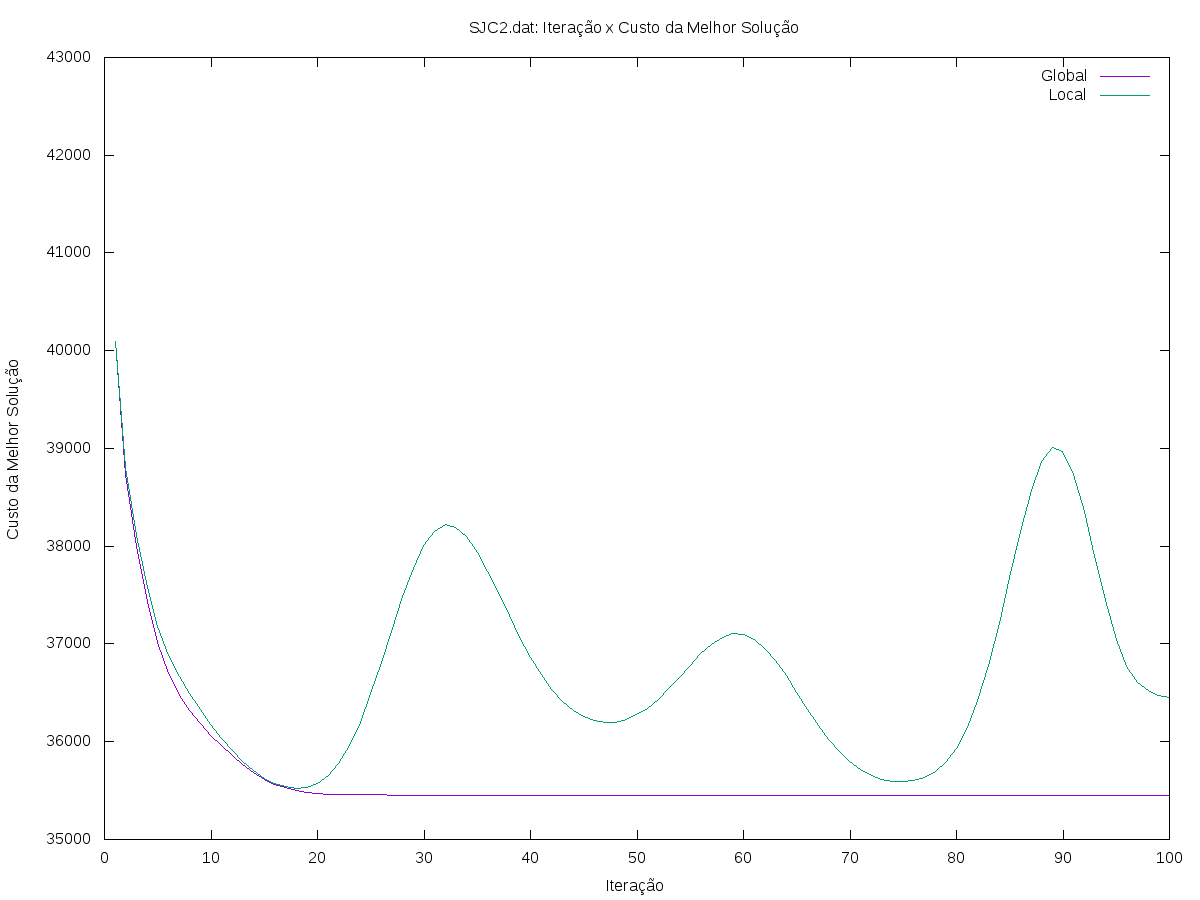 SJC2.dat: Iteração x Custo da Melhor Solução
Global
Local
Custo da Melhor Solução
43000
42000
41000
40000
39000
38000
37000
36000
35000
0 10 20 30 40 50 60 70 80 90 100
Iteração